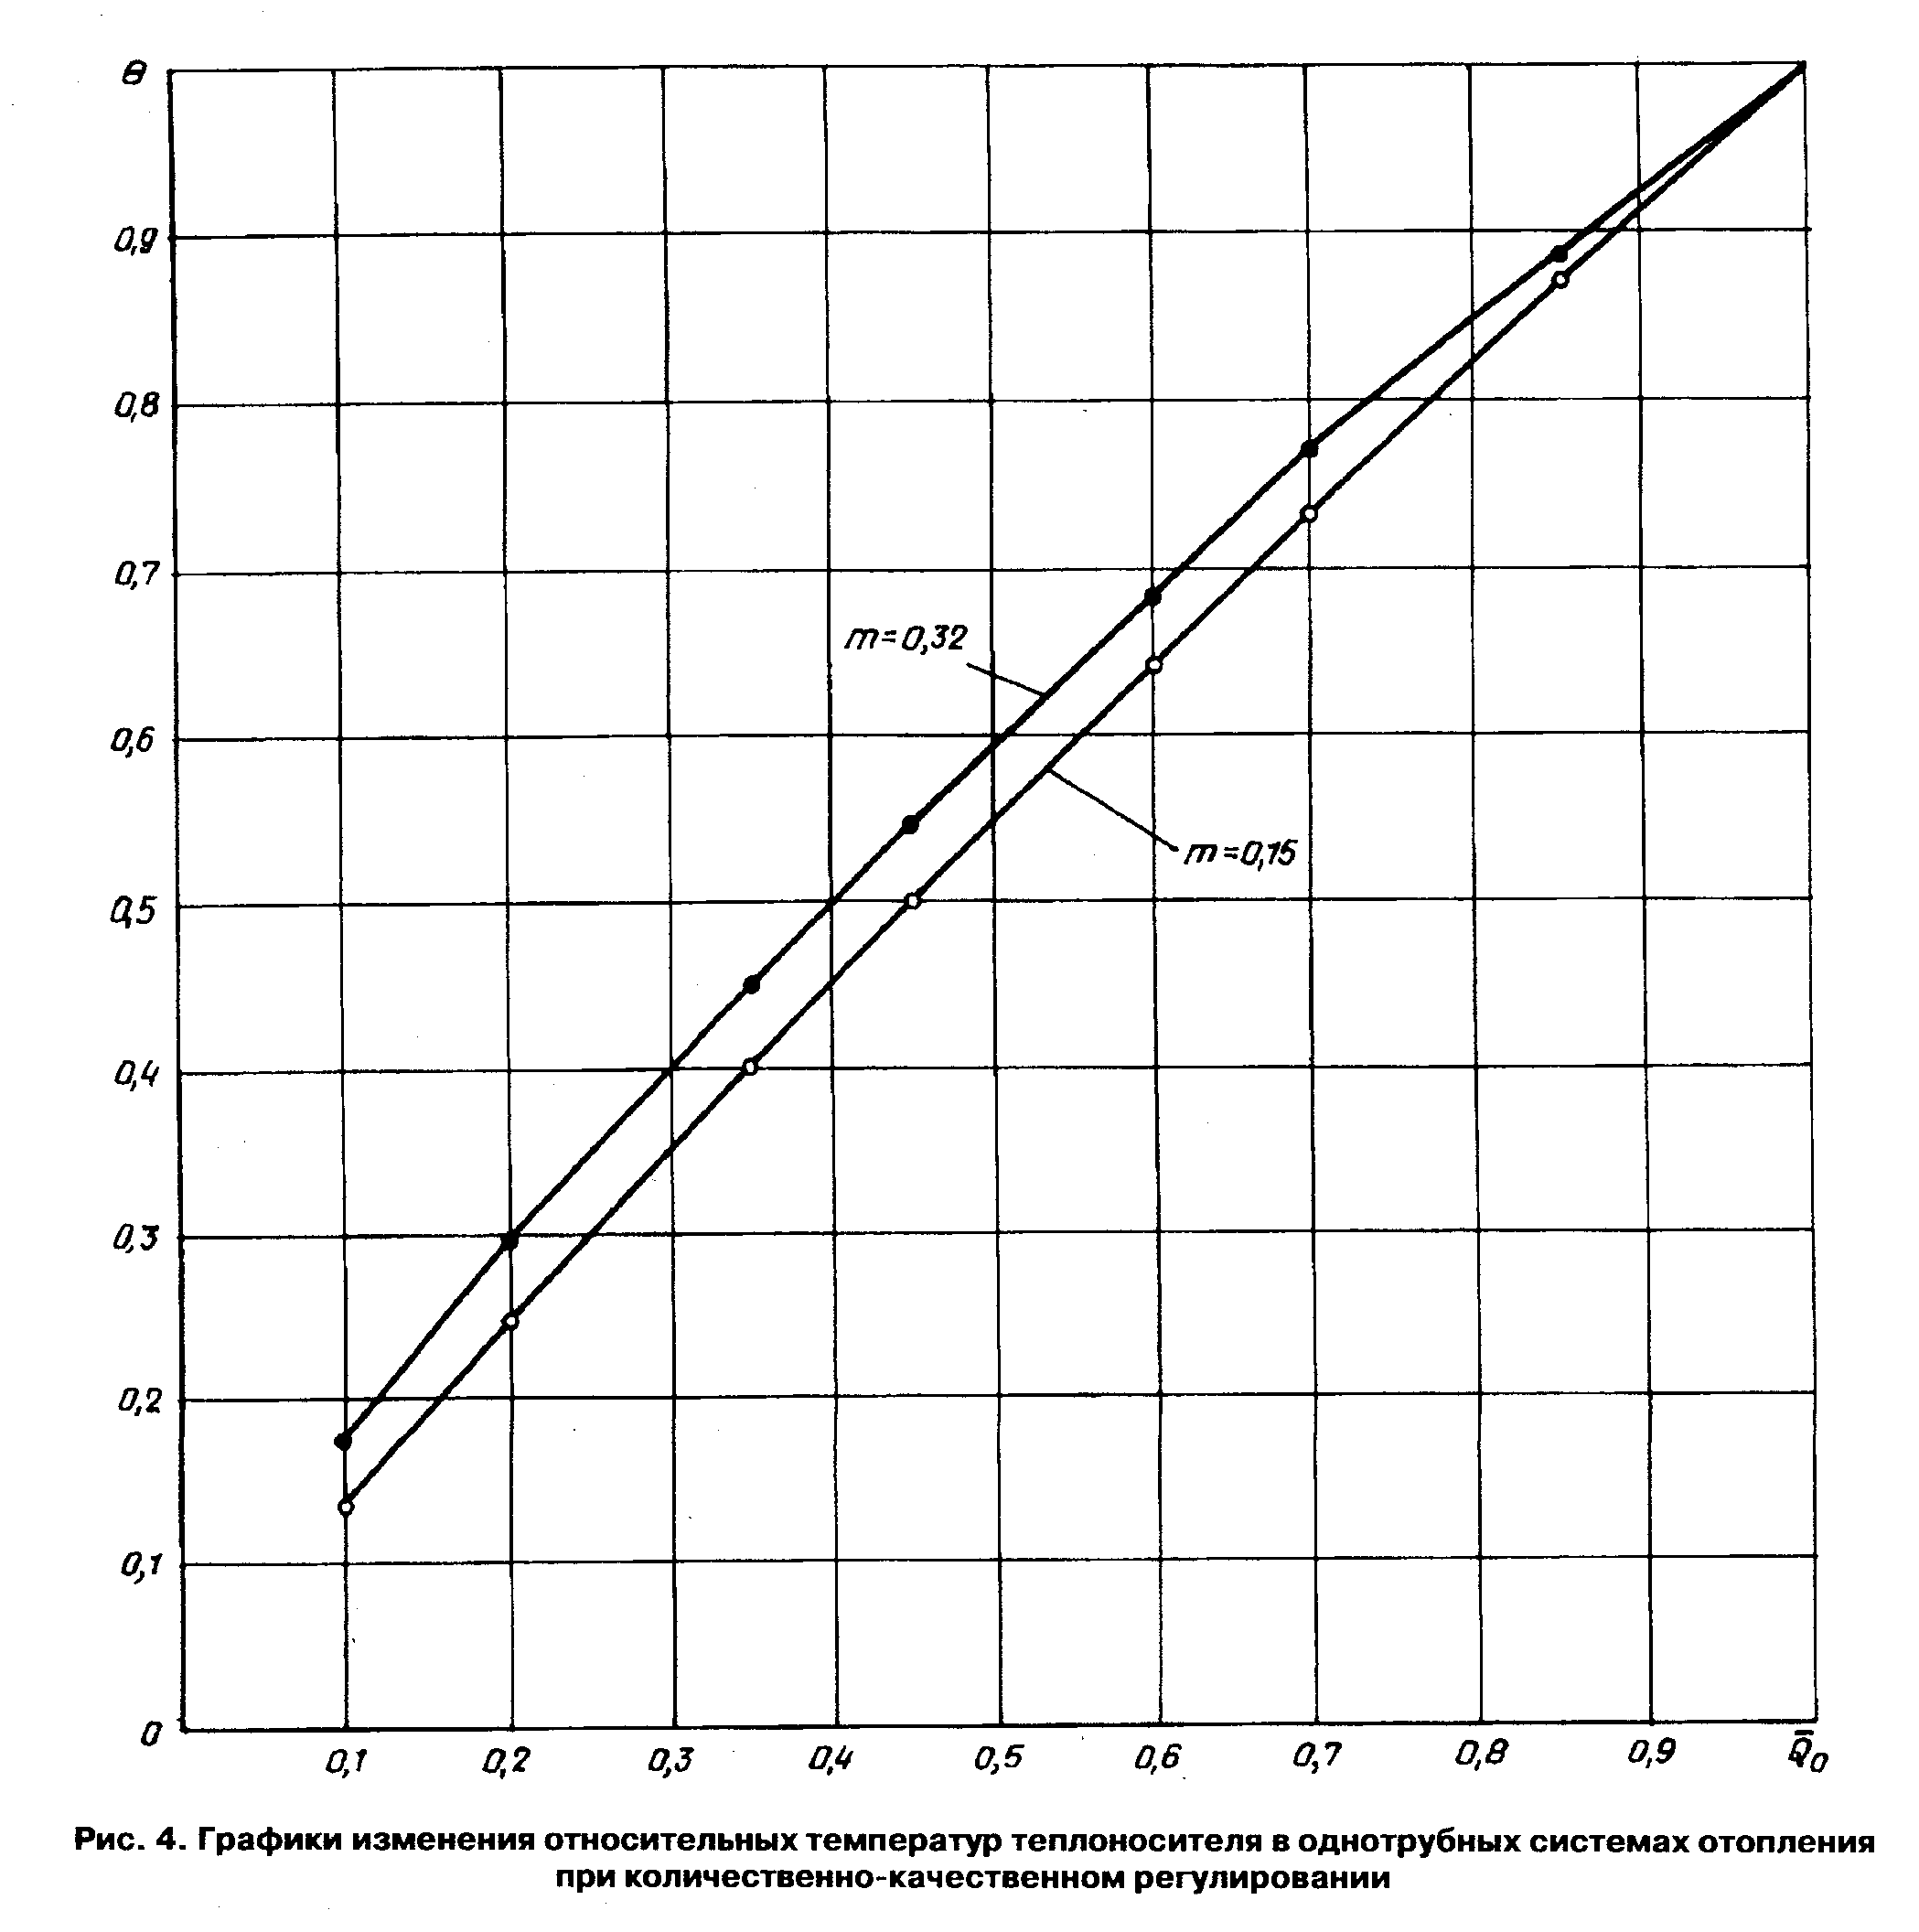 θ
0,9
0,8
0,7
m=0,32
0,6
m=0,15
0,5
0,4
0,3
0,2
0,1
0
0,1 0,2 0,3 0,4 0,5 0,6 0,7 0,8 0,9 Q̄₀
Рис. 4. Графики изменения относительных температур теплоносителя в однотрубных системах отопления
при количественно-качественном регулировании